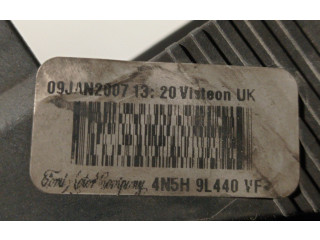 09JAN2007 13: 20 Visteon UK
Ford Motor Company 4N5H 9L440 VF